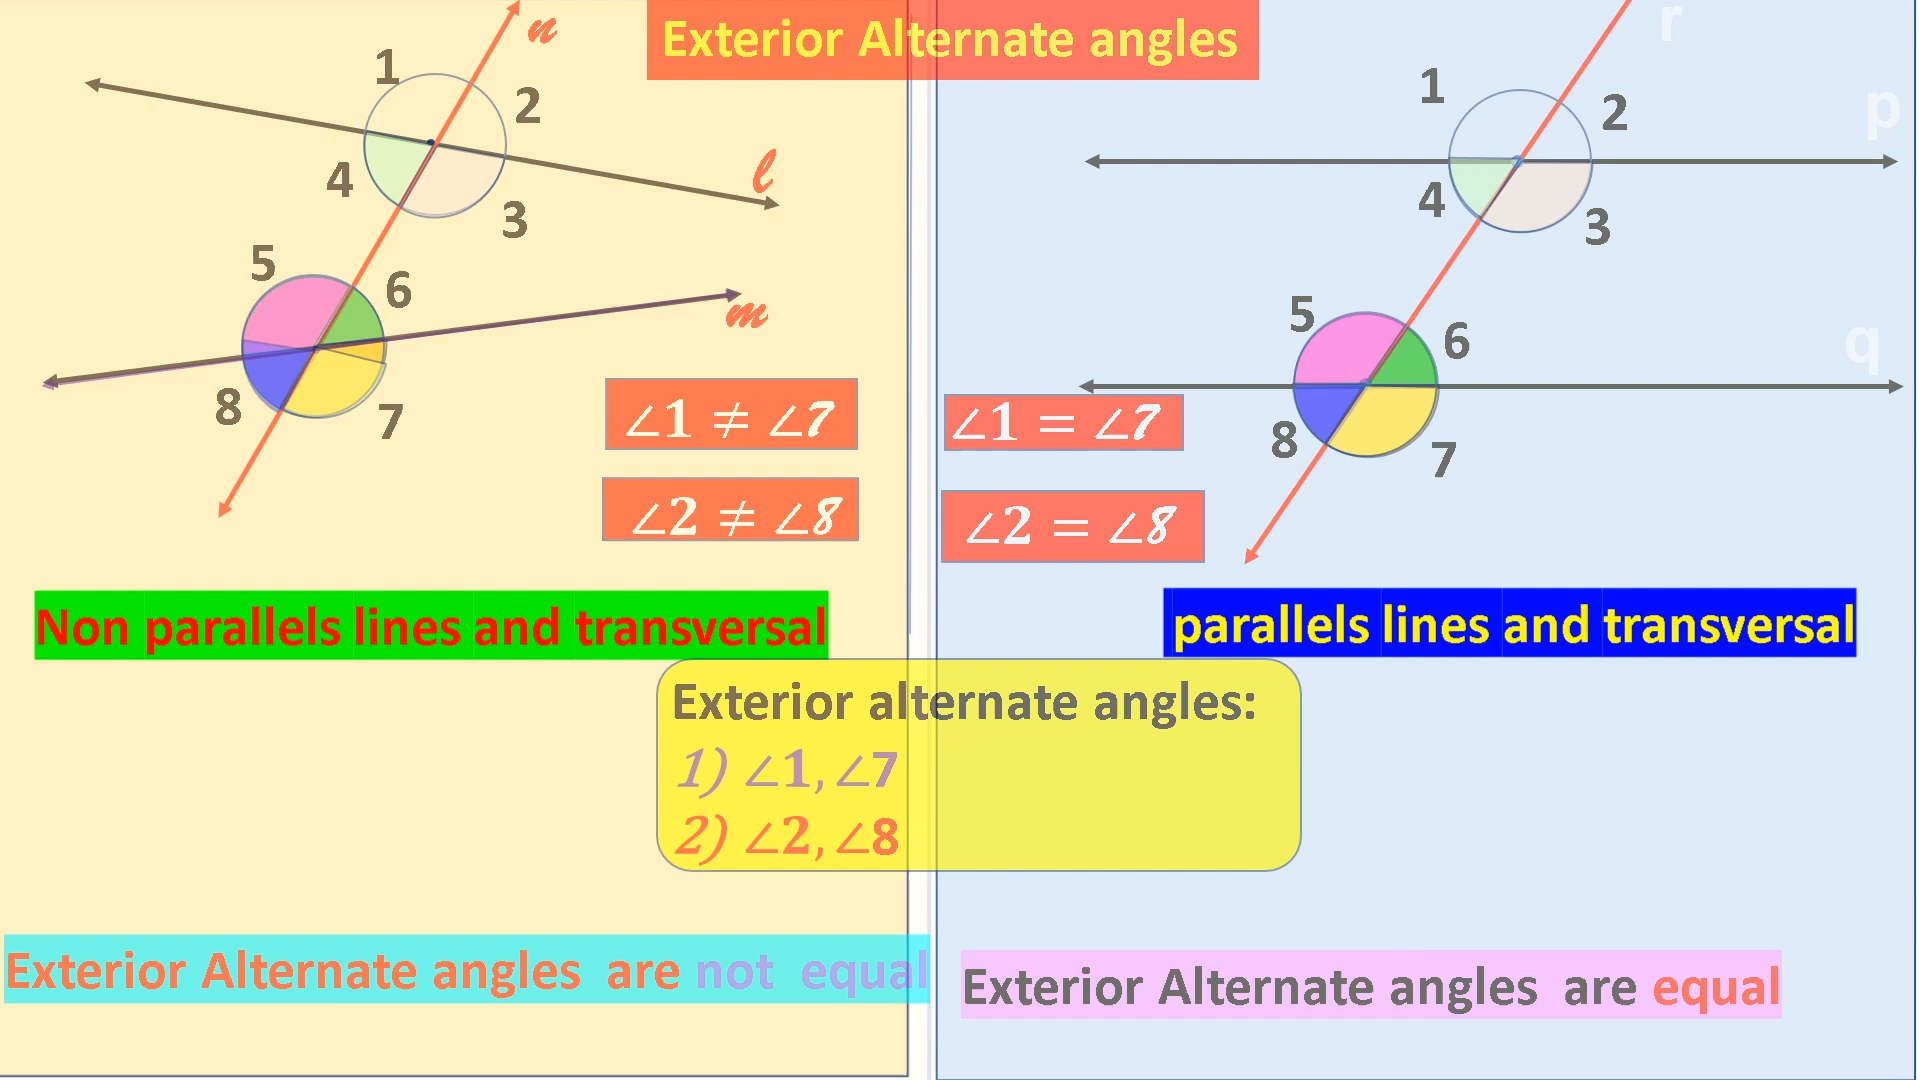 Exterior Alternate angles
n
1
2
l
4
3
5
6
m
8
7
∠1 ≠ ∠7
∠2 ≠ ∠8
Non parallels lines and transversal
r
1
2
p
4
3
5
6
q
8
7
∠1 = ∠7
∠2 = ∠8
parallels lines and transversal
Exterior alternate angles:
1) ∠1, ∠7
2) ∠2, ∠8
Exterior Alternate angles are not equal
Exterior Alternate angles are equal